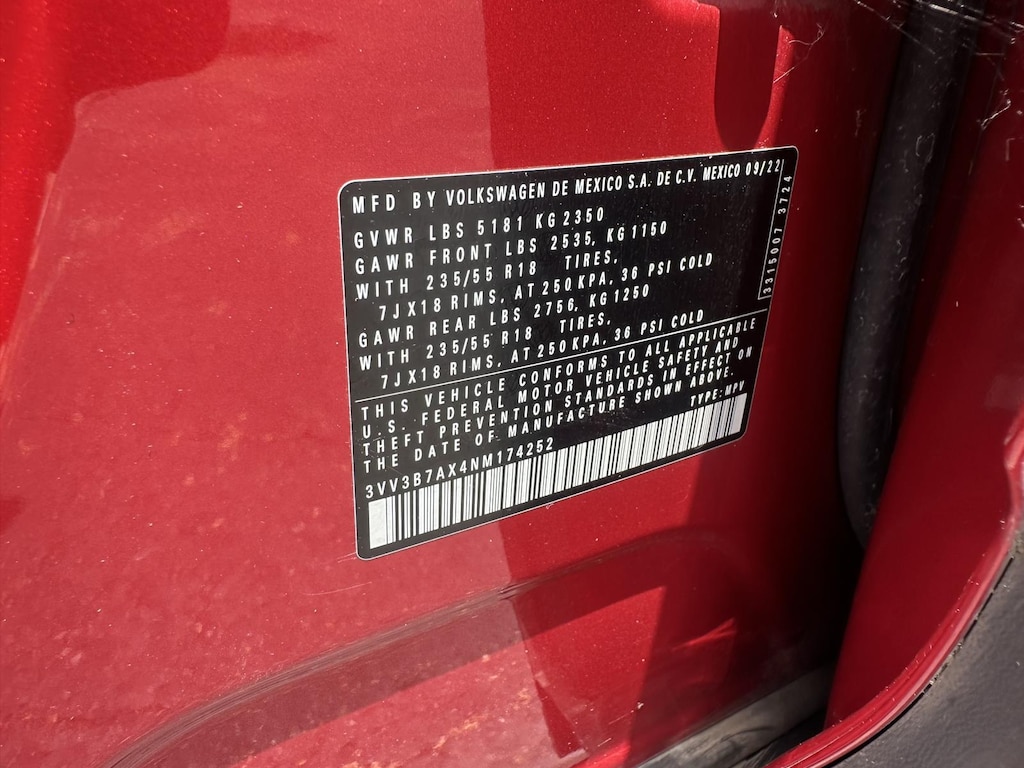 MFD BY VOLKSWAGEN DE MEXICO S.A. DE C.V. MEXICO 09/22
GVWR LBS 5181 KG 2350
GAWR FRONT LBS 2535, KG 1150
WITH 235/55 R18 TIRES,
7JX18 RIMS, AT 250 KPA, 36 PSI COLD
GAWR REAR LBS 2756, KG 1250
WITH 235/55 R18 TIRES,
7JX18 RIMS, AT 250 KPA, 36 PSI COLD
3315007 3724
THIS VEHICLE CONFORMS TO ALL APPLICABLE
U.S. FEDERAL MOTOR VEHICLE SAFETY AND
THEFT PREVENTION STANDARDS IN EFFECT ON
THE DATE OF MANUFACTURE SHOWN ABOVE.
3VV3B7AX4NM174252 TYPE: MPV